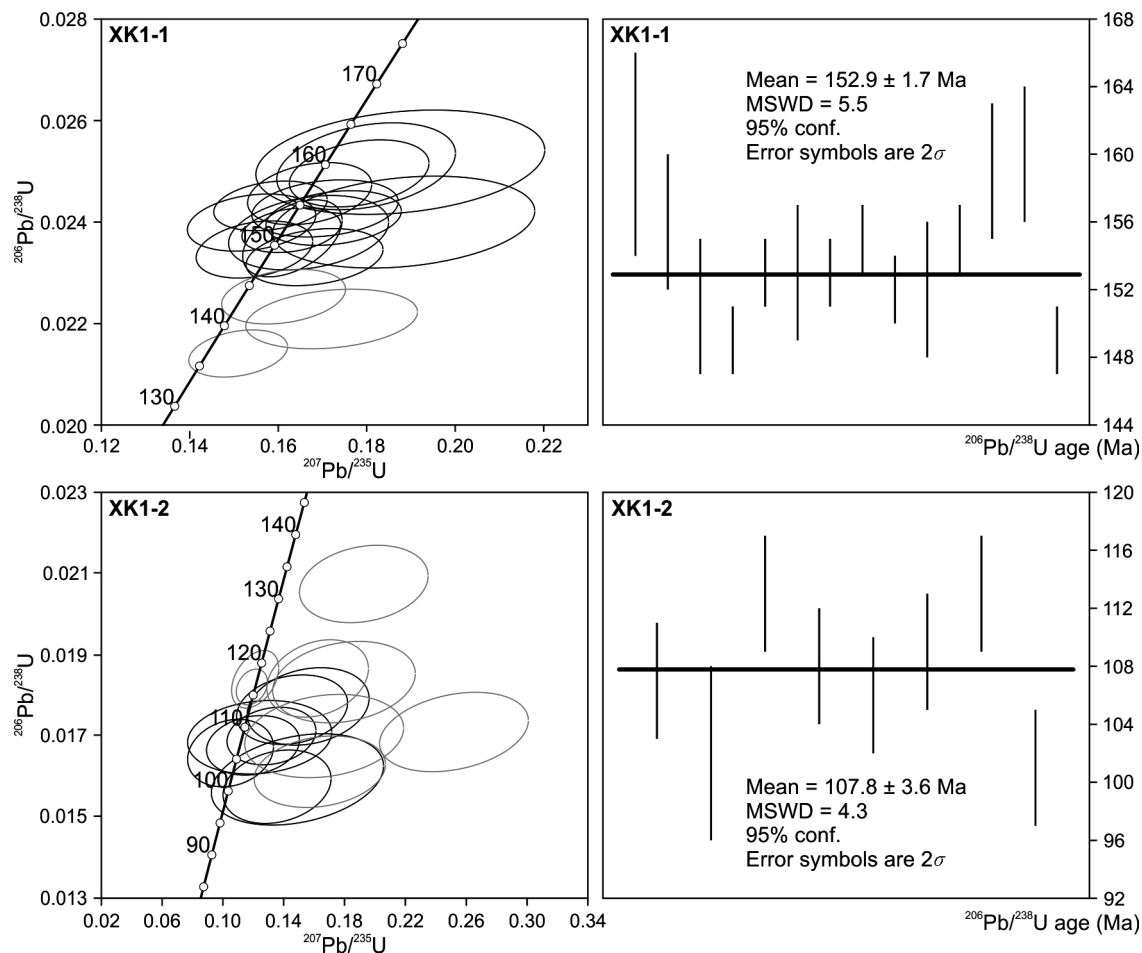 XK1-1
0.028
0.026
0.024
0.022
0.020
206Pb/238U
170
160
150
140
130
0.12
0.14
0.16
0.18
0.20
0.22
207Pb/235U
XK1-1
Mean = 152.9 ± 1.7 Ma
MSWD = 5.5
95% conf.
Error symbols are 2σ
168
164
160
156
152
148
144
206Pb/238U age (Ma)
XK1-2
0.023
0.021
0.019
0.017
0.015
0.013
206Pb/238U
140
130
120
110
100
90
0.02
0.06
0.10
0.14
0.18
0.22
0.26
0.30
0.34
207Pb/235U
XK1-2
Mean = 107.8 ± 3.6 Ma
MSWD = 4.3
95% conf.
Error symbols are 2σ
120
116
112
108
104
100
96
92
206Pb/238U age (Ma)